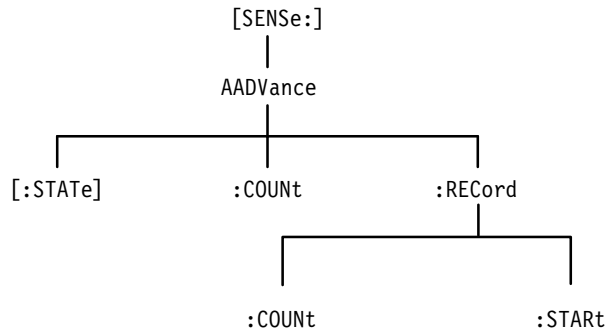 [SENSe:]
AADVance
[:STATe] :COUNt :RECord
:COUNt :STARt